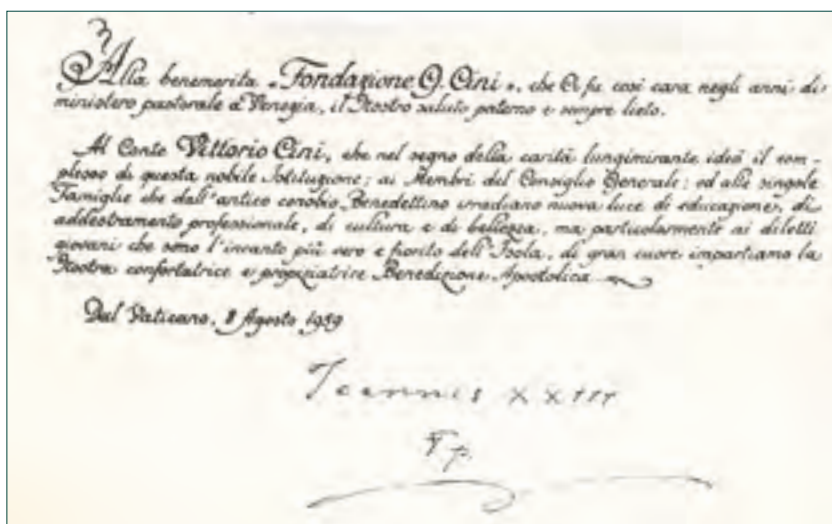 Alla benemerita "Fondazione G. Cini", che Ci fu così cara negli anni di
ministero pastorale a Venezia, il Nostro saluto paterno e sempre lieto.
Al Conte Vittorio Cini, che nel segno della carità lungimirante ideò il com-
plesso di questa nobile Istituzione; ai Membri del Consiglio Generale; ed alle singole
Famiglie che dall'antico cenobio Benedettino irradiano nuova luce di educazione, di
addestramento professionale, di cultura e di bellezza, ma particolarmente ai diletti
giovani che sono l'incanto più vero e fiorito dell'Isola, di gran cuore impartiamo la
Nostra confortatrice e propiziatrice Benedizione Apostolica
Dal Vaticano, 8 Agosto 1959
Joannes XXIII
Pp.